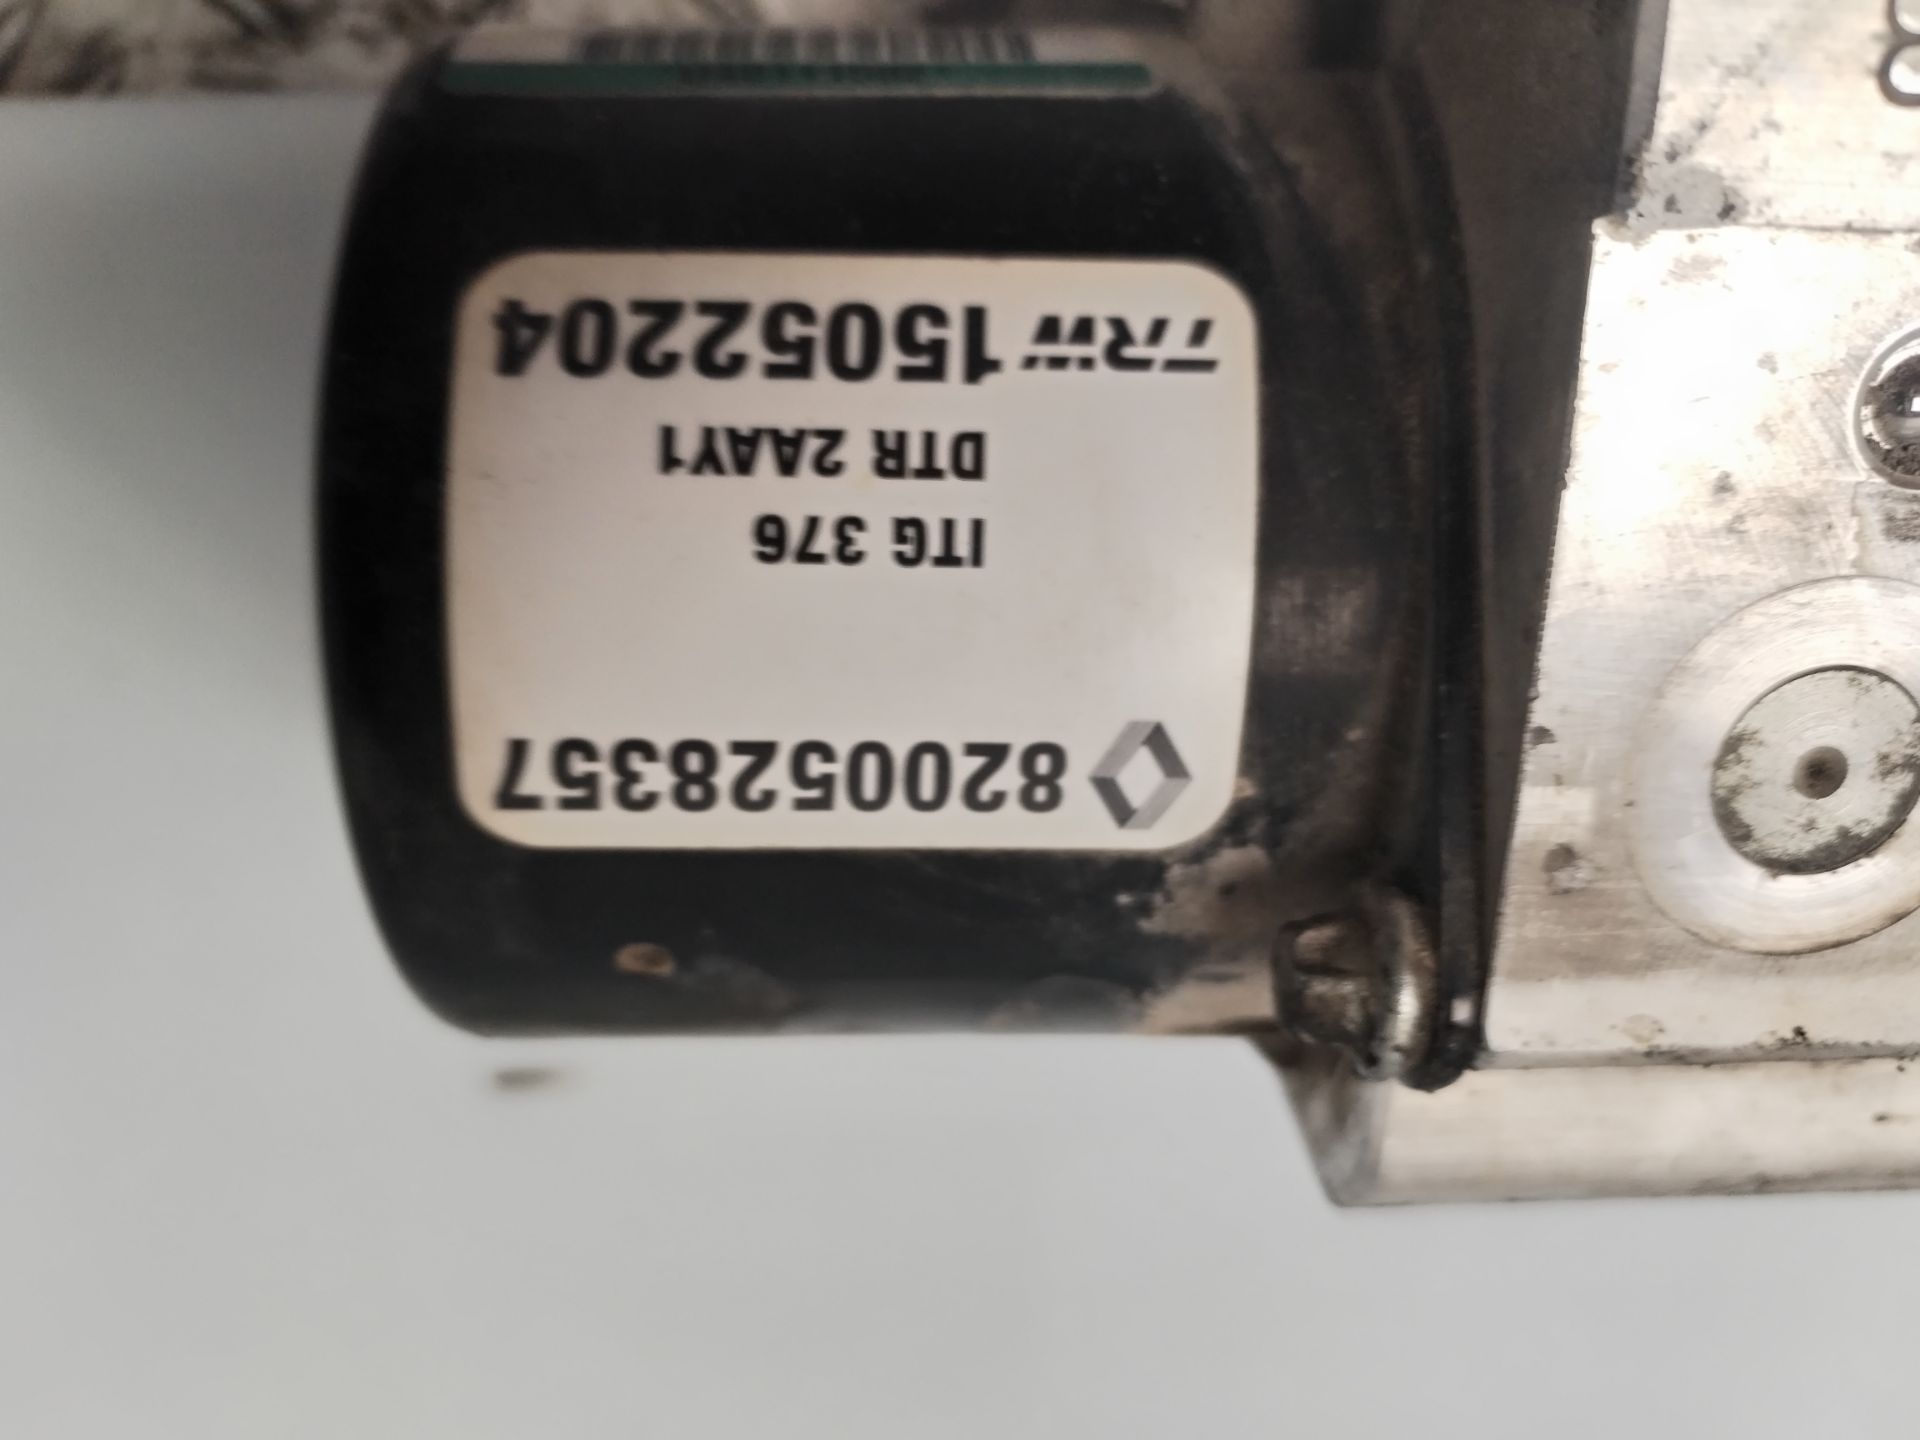 8200528357
ITG 376
DTR 2AAY1
TRW 15052204